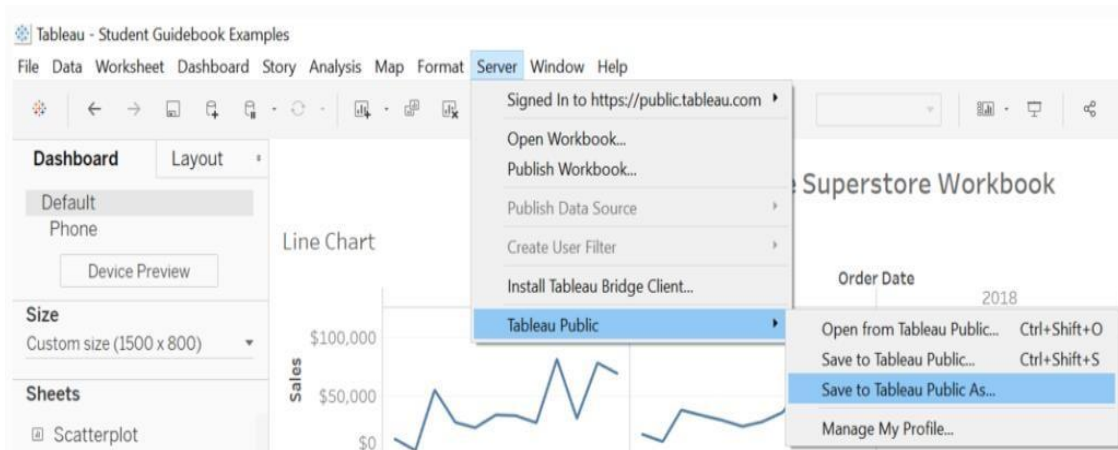 Tableau - Student Guidebook Examples
File Data Worksheet Dashboard Story Analysis Map Format Server Window Help
Signed In to https://public.tableau.com
Open Workbook...
Publish Workbook...
Publish Data Source
Create User Filter
Install Tableau Bridge Client...
Tableau Public
Open from Tableau Public... Ctrl+Shift+O
Save to Tableau Public... Ctrl+Shift+S
Save to Tableau Public As...
Manage My Profile...
Dashboard Layout
Default
Phone
Device Preview
Size
Custom size (1500 x 800)
Sheets
Scatterplot
Superstore Workbook
Line Chart
Order Date
2018
Sales
$100,000
$50,000
$0